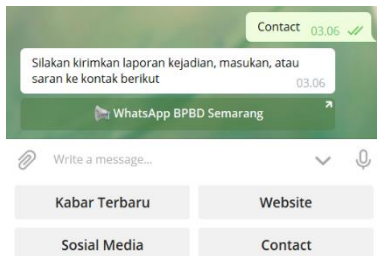 Contact 03.06
Silakan kirimkan laporan kejadian, masukan, atau
saran ke kontak berikut
03.06
WhatsApp BPBD Semarang
Write a message...
Kabar Terbaru Website
Sosial Media Contact